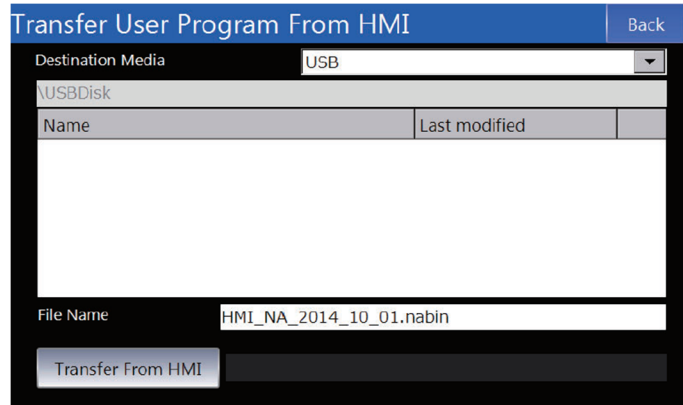 Transfer User Program From HMI Back
Destination Media USB
\USBDisk
Name Last modified
File Name HMI_NA_2014_10_01.nabin
Transfer From HMI